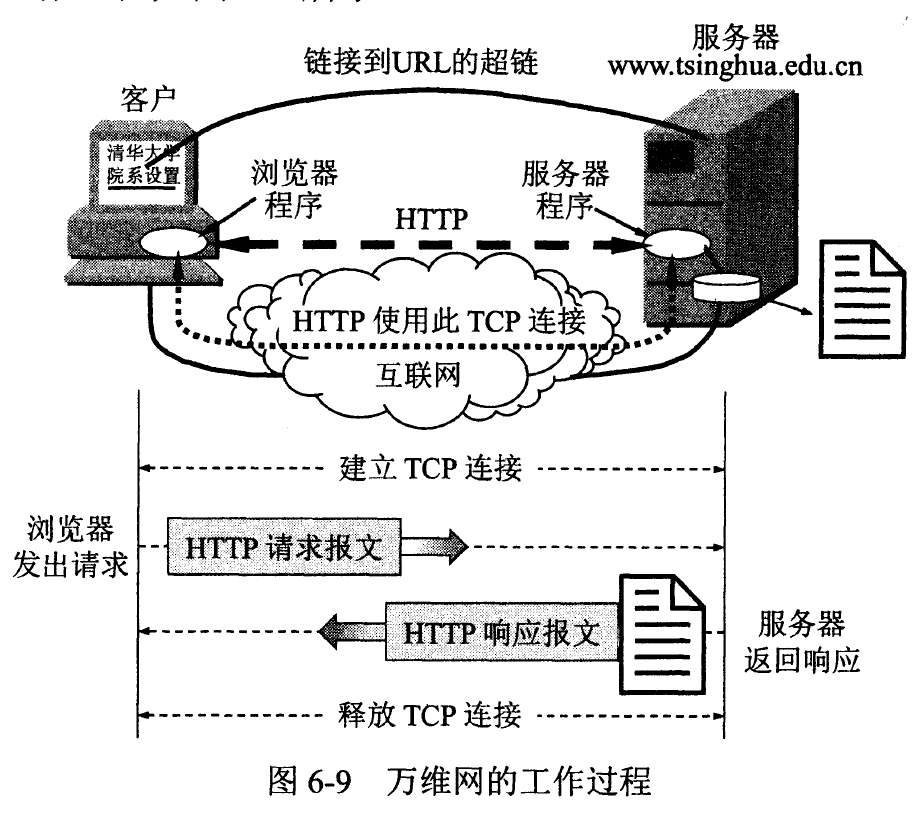 链接到URL的超链
服务器
www.tsinghua.edu.cn
客户
清华大学
院系设置
浏览器
程序
服务器
程序
HTTP
HTTP 使用此 TCP 连接
互联网
建立 TCP 连接
浏览器
发出请求
HTTP 请求报文
HTTP 响应报文
服务器
返回响应
释放 TCP 连接
图 6-9 万维网的工作过程